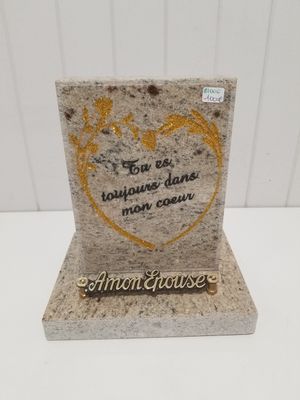 Tu es
toujours dans
mon coeur
A mon Epouse